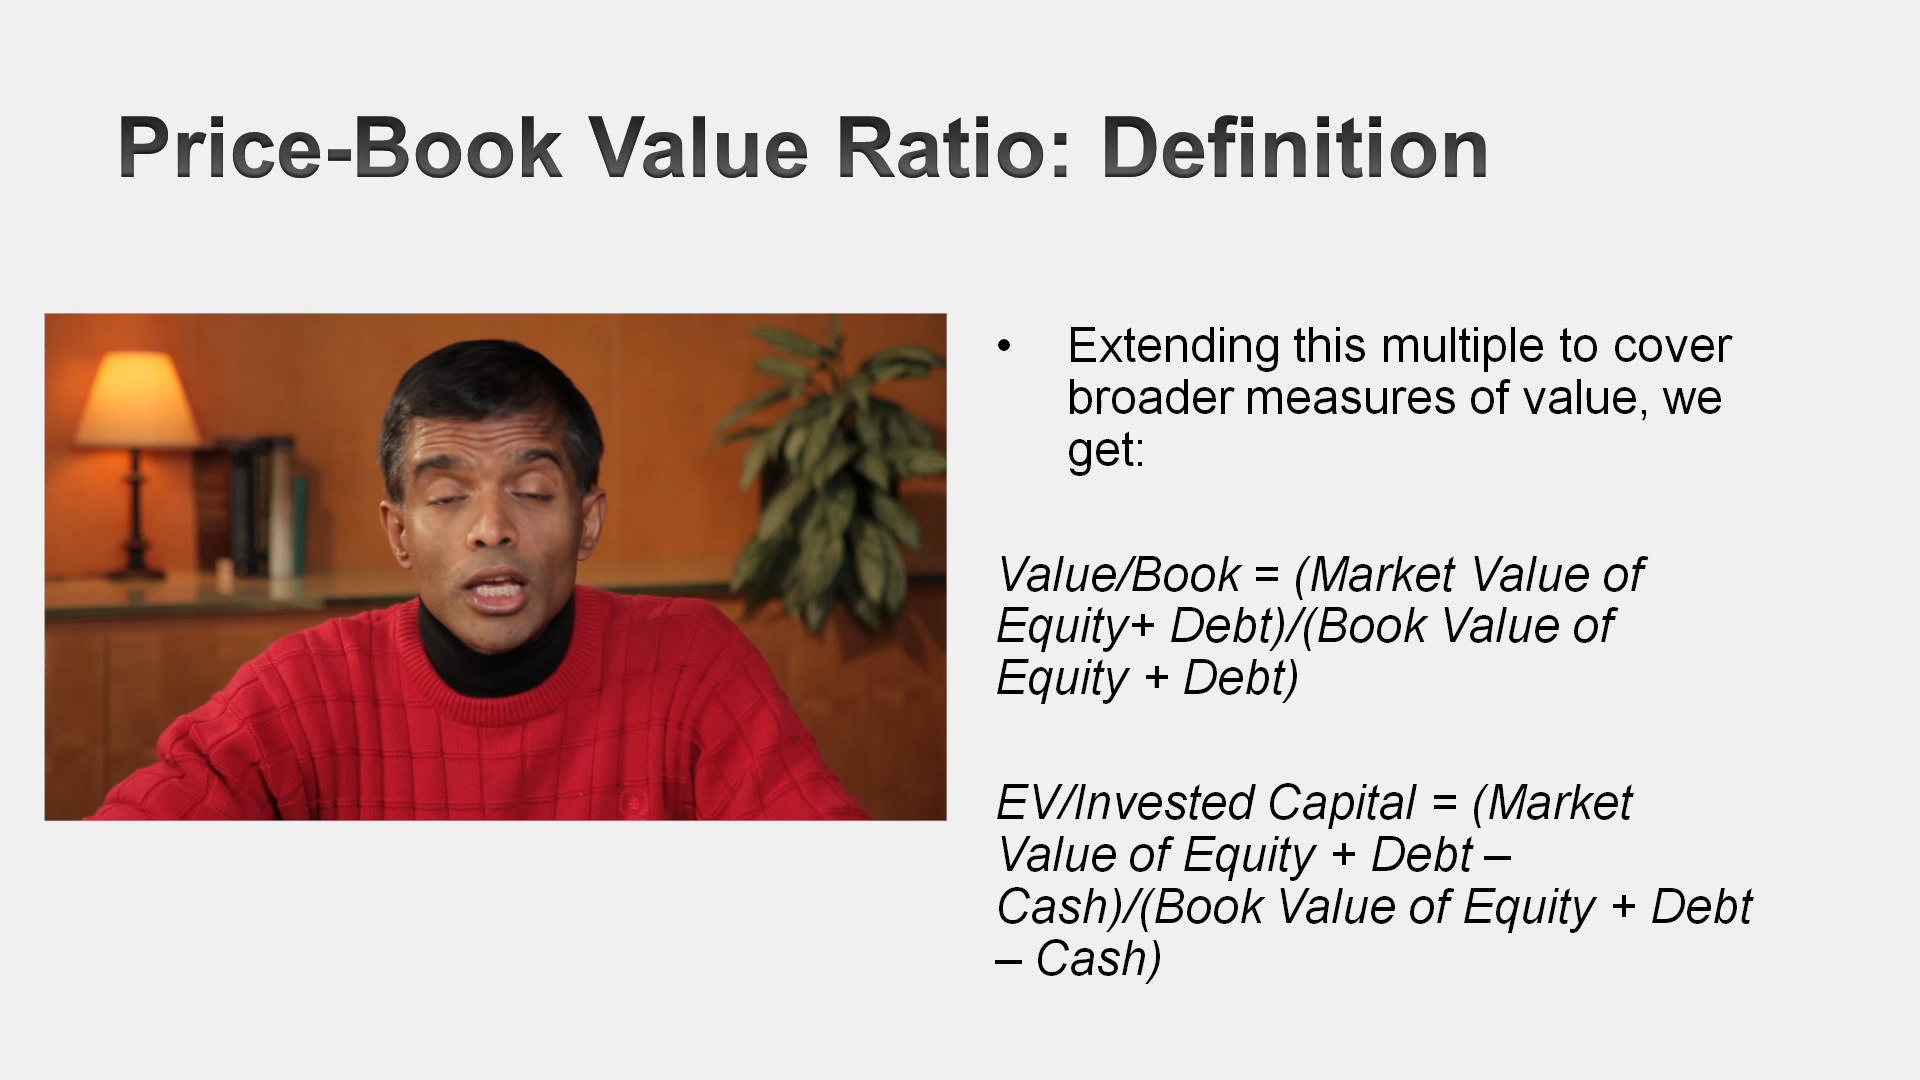 Price-Book Value Ratio: Definition
• Extending this multiple to cover
broader measures of value, we
get:
Value/Book = (Market Value of
Equity+ Debt)/(Book Value of
Equity + Debt)
EV/Invested Capital = (Market
Value of Equity + Debt –
Cash)/(Book Value of Equity + Debt
– Cash)